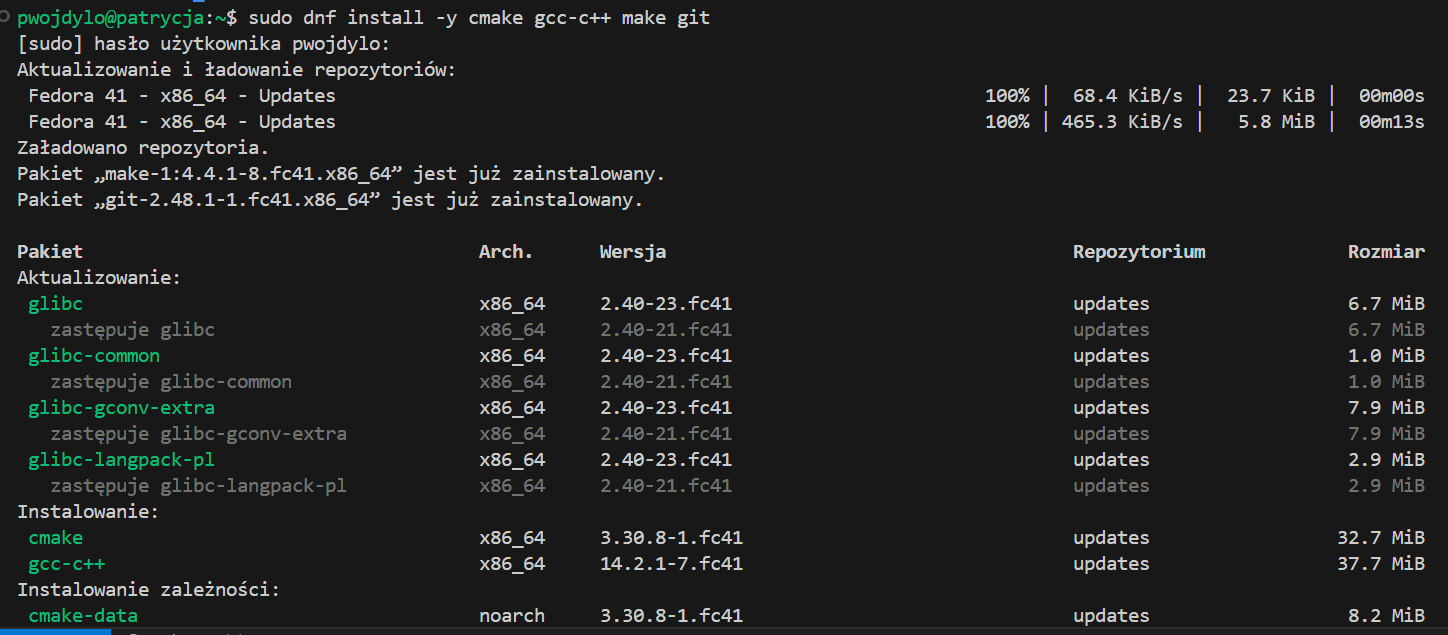 pwojdylo@patrycja:~$ sudo dnf install -y cmake gcc-c++ make git
[sudo] hasło użytkownika pwojdylo:
Aktualizowanie i ładowanie repozytoriów:
Fedora 41 - x86_64 - Updates 100% | 68.4 KiB/s | 23.7 KiB | 00m00s
Fedora 41 - x86_64 - Updates 100% | 465.3 KiB/s | 5.8 MiB | 00m13s
Załadowano repozytoria.
Pakiet „make-1:4.4.1-8.fc41.x86_64” jest już zainstalowany.
Pakiet „git-2.48.1-1.fc41.x86_64” jest już zainstalowany.
Pakiet Arch. Wersja Repozytorium Rozmiar
Aktualizowanie:
glibc x86_64 2.40-23.fc41 updates 6.7 MiB
zastępuje glibc x86_64 2.40-21.fc41 updates 6.7 MiB
glibc-common x86_64 2.40-23.fc41 updates 1.0 MiB
zastępuje glibc-common x86_64 2.40-21.fc41 updates 1.0 MiB
glibc-gconv-extra x86_64 2.40-23.fc41 updates 7.9 MiB
zastępuje glibc-gconv-extra x86_64 2.40-21.fc41 updates 7.9 MiB
glibc-langpack-pl x86_64 2.40-23.fc41 updates 2.9 MiB
zastępuje glibc-langpack-pl x86_64 2.40-21.fc41 updates 2.9 MiB
Instalowanie:
cmake x86_64 3.30.8-1.fc41 updates 32.7 MiB
gcc-c++ x86_64 14.2.1-7.fc41 updates 37.7 MiB
Instalowanie zależności:
cmake-data noarch 3.30.8-1.fc41 updates 8.2 MiB